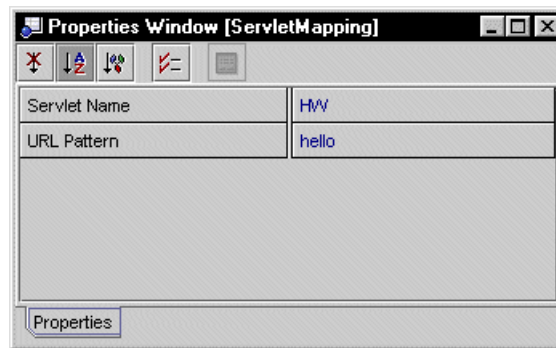 Properties Window [ServletMapping]
Servlet Name HW
URL Pattern hello
Properties